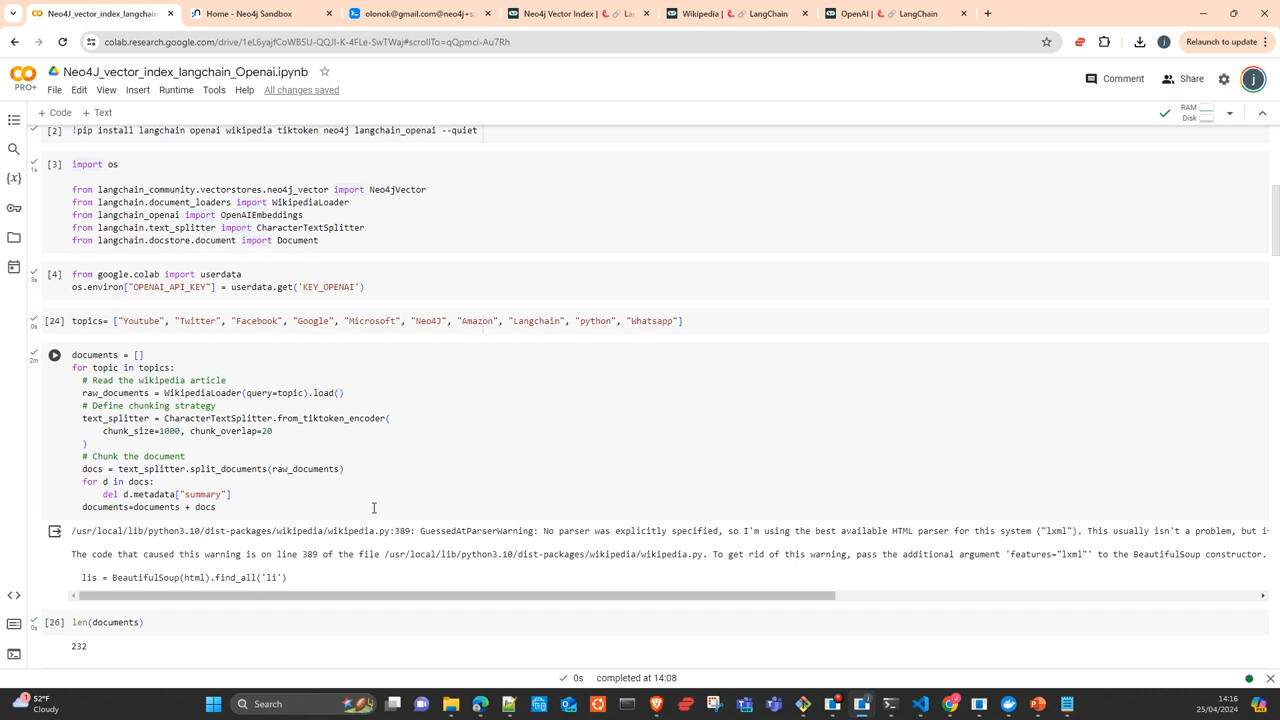 Neo4J_vector_index_langchain_
Home - Neo4j Sandbox
olonok@gmail.com@neo4j+s
Neo4j Vector Index | 🦜️🔗 La
Wikipedia | 🦜️🔗 LangChain
OpenAI | 🦜️🔗 LangChain
colab.research.google.com/drive/1eL6yajfCoWB5U-QQJI-K-4FLe-SwTWaj#scrollTo=qQpmci-Au7Rh
Relaunch to update
PRO+
Neo4J_vector_index_langchain_Openai.ipynb
Comment
Share
j
File Edit View Insert Runtime Tools Help All changes saved
+ Code + Text
RAM
Disk
[2] !pip install langchain openai wikipedia tiktoken neo4j langchain_openai --quiet
1s
[3] import os
from langchain_community.vectorstores.neo4j_vector import Neo4jVector
from langchain.document_loaders import WikipediaLoader
from langchain_openai import OpenAIEmbeddings
from langchain.text_splitter import CharacterTextSplitter
from langchain.docstore.document import Document
3s
[4] from google.colab import userdata
os.environ["OPENAI_API_KEY"] = userdata.get('KEY_OPENAI')
0s
[24] topics= ["Youtube", "Twitter", "Facebook", "Google", "Microsoft", "Neo4J", "Amazon", "Langchain", "python", "Whatsapp"]
2m
documents = []
for topic in topics:
# Read the wikipedia article
raw_documents = WikipediaLoader(query=topic).load()
# Define chunking strategy
text_splitter = CharacterTextSplitter.from_tiktoken_encoder(
chunk_size=1000, chunk_overlap=20
)
# Chunk the document
docs = text_splitter.split_documents(raw_documents)
for d in docs:
del d.metadata["summary"]
documents=documents + docs
/usr/local/lib/python3.10/dist-packages/wikipedia/wikipedia.py:389: GuessedAtParserWarning: No parser was explicitly specified, so I'm using the best available HTML parser for this system ("lxml"). This usually isn't a problem, but i
The code that caused this warning is on line 389 of the file /usr/local/lib/python3.10/dist-packages/wikipedia/wikipedia.py. To get rid of this warning, pass the additional argument 'features="lxml"' to the BeautifulSoup constructor.
lis = BeautifulSoup(html).find_all('li')
0s
[26] len(documents)
232
0s completed at 14:08
52°F
Cloudy
Search
14:16
25/04/2024